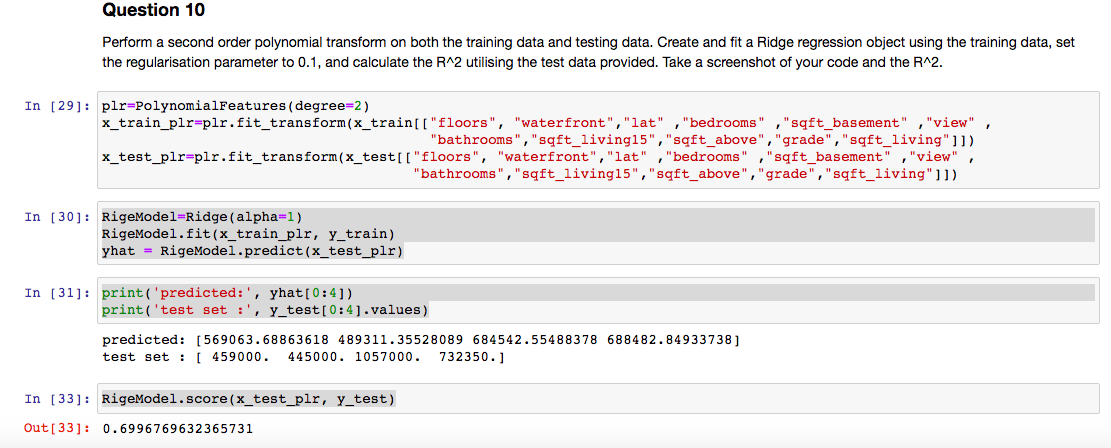 Question 10
Perform a second order polynomial transform on both the training data and testing data. Create and fit a Ridge regression object using the training data, set
the regularisation parameter to 0.1, and calculate the R^2 utilising the test data provided. Take a screenshot of your code and the R^2.
In [29]: plr=PolynomialFeatures(degree=2)
x_train_plr=plr.fit_transform(x_train[["floors", "waterfront","lat" ,"bedrooms" ,"sqft_basement" ,"view" ,
"bathrooms","sqft_living15","sqft_above","grade","sqft_living"]])
x_test_plr=plr.fit_transform(x_test[["floors", "waterfront","lat" ,"bedrooms" ,"sqft_basement" ,"view" ,
"bathrooms","sqft_living15","sqft_above","grade","sqft_living"]])
In [30]: RigeModel=Ridge(alpha=1)
RigeModel.fit(x_train_plr, y_train)
yhat = RigeModel.predict(x_test_plr)
In [31]: print('predicted:', yhat[0:4])
print('test set :', y_test[0:4].values)
predicted: [569063.68863618 489311.35528089 684542.55488378 688482.84933738]
test set : [ 459000.  445000. 1057000.  732350.]
In [33]: RigeModel.score(x_test_plr, y_test)
Out[33]: 0.6996769632365731